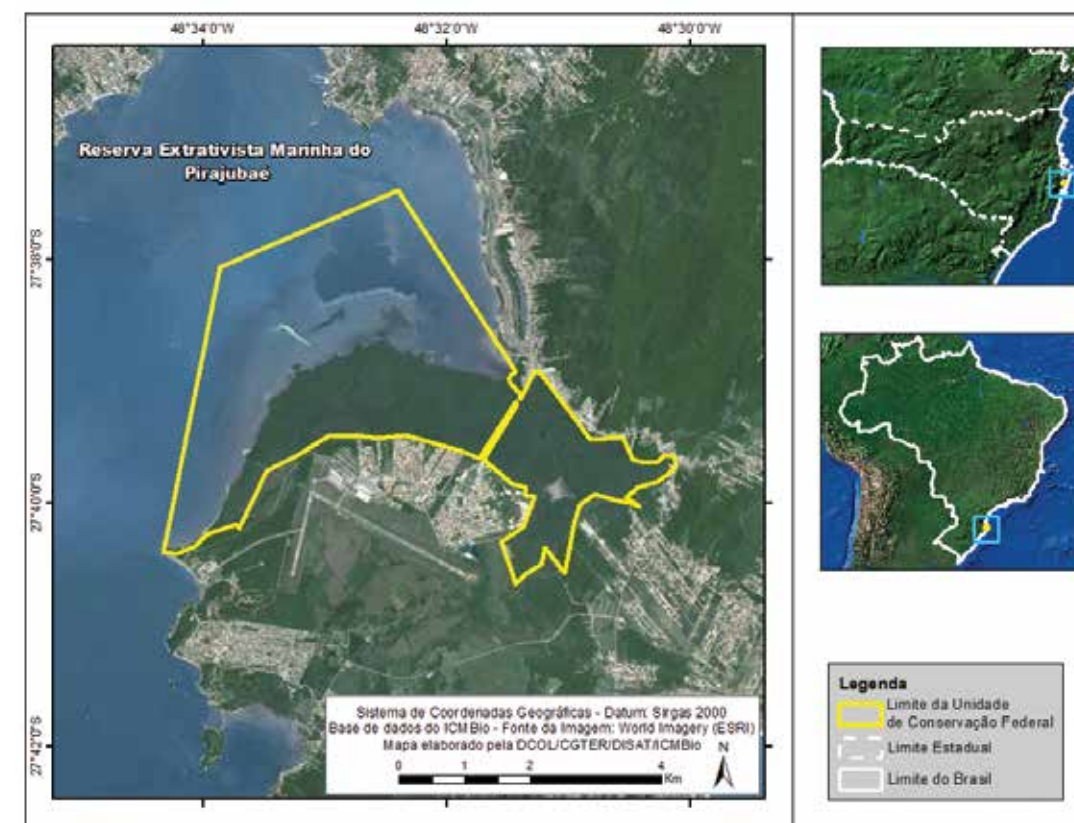 48°34'0"W
48°32'0"W
48°30'0"W
Reserva Extrativista Marinha do
Pirajubaé
27°38'0"S
27°40'0"S
27°42'0"S
Sistema de Coordenadas Geográficas - Datum: Sirgas 2000
Base de dados do ICMBio - Fonte da Imagem: World Imagery (ESRI)
Mapa elaborado pela DCOL/CGTER/DISAT/ICMBio
N
0 1 2 4
Km
Legenda
Limite da Unidade
de Conservação Federal
Limite Estadual
Limite do Brasil